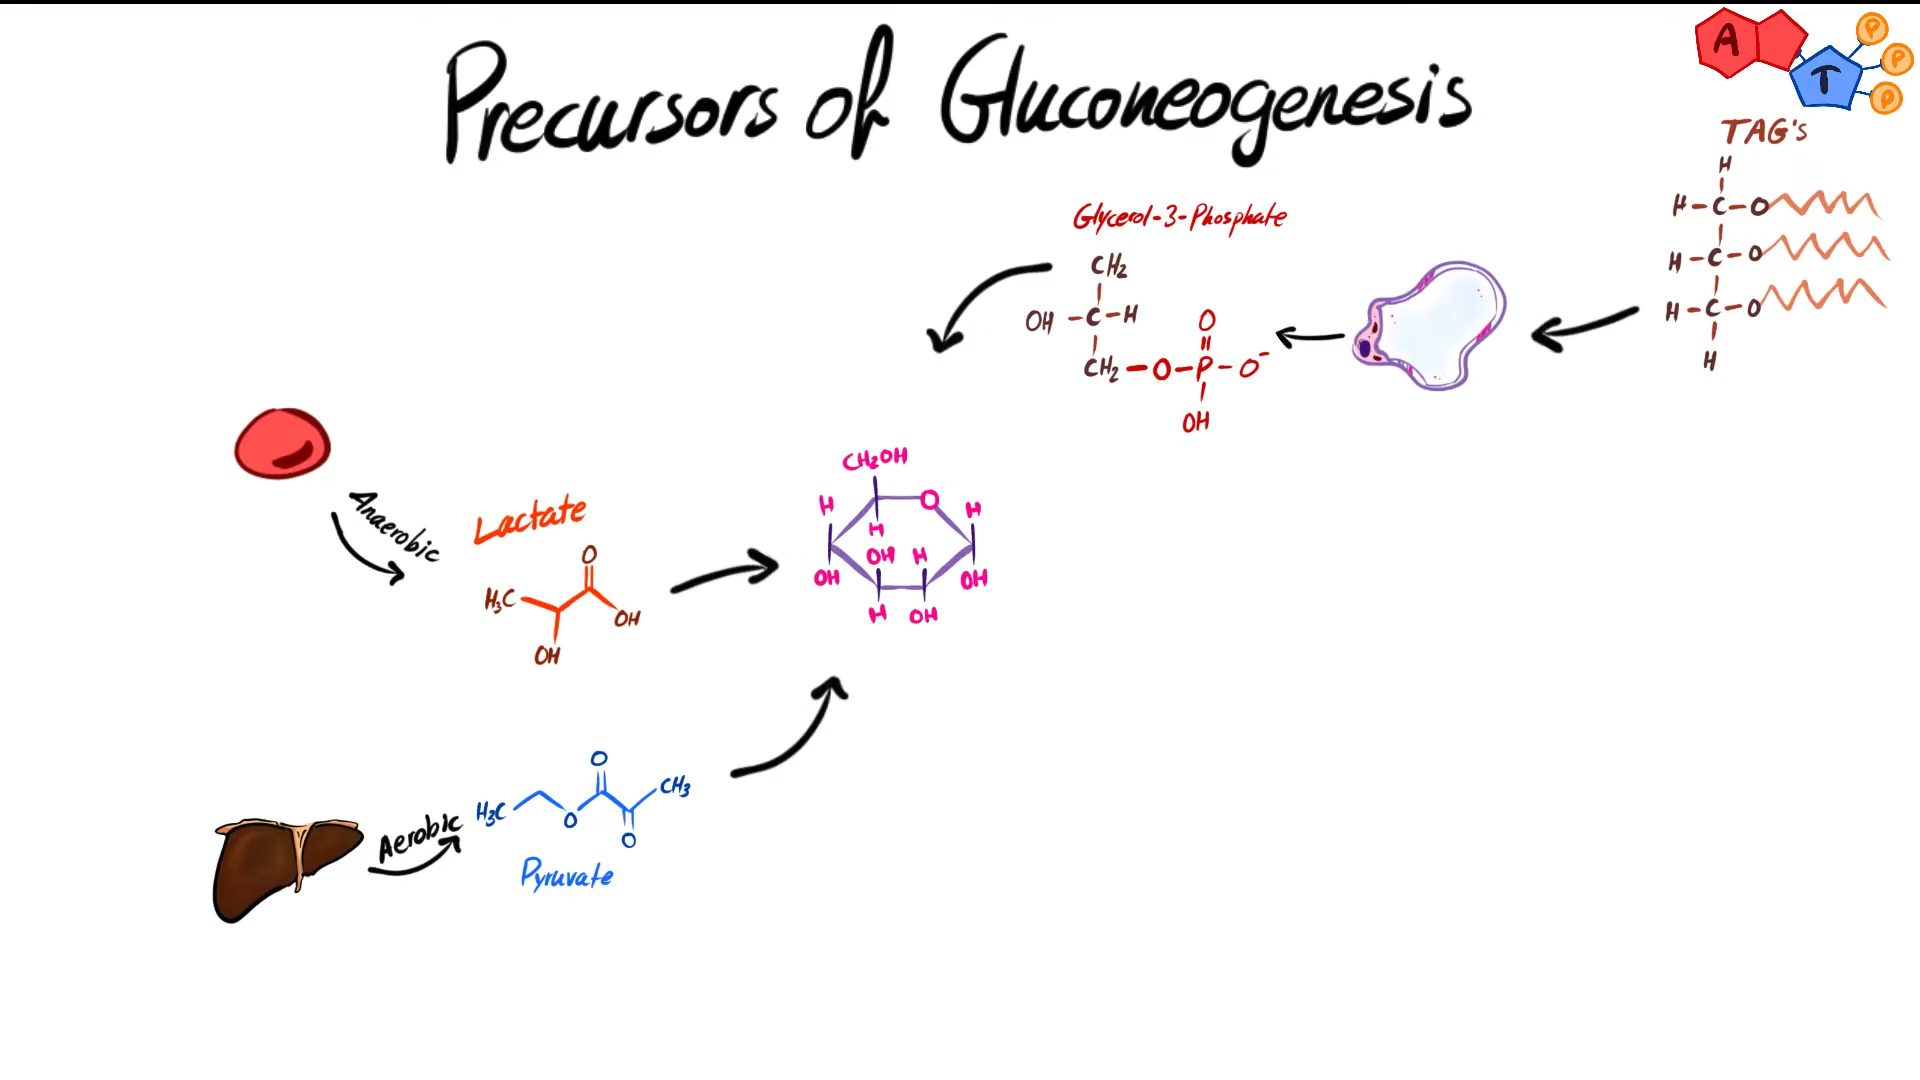 Precursors of Gluconeogenesis
A T P P P
TAG's
H
H-C-O
H-C-O
H-C-O
H
Glycerol-3-Phosphate
CH2
OH -C-H
CH2-O-P-O-
O
OH
Anaerobic
Lactate
O
H3C
OH
OH
CH2OH
H O H
H
OH H
OH OH
H OH
Aerobic
H3C O O O CH3
Pyruvate